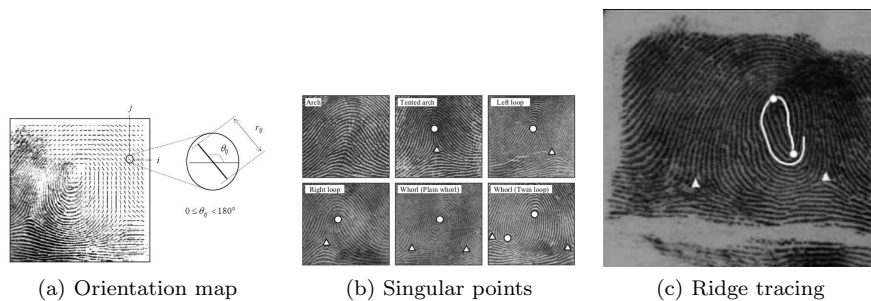 j
i
θij
rij
0 ≤ θij < 180°
Arch
Tented arch
Left loop
Right loop
Whorl (Plain whorl)
Whorl (Twin loop)
(a) Orientation map
(b) Singular points
(c) Ridge tracing